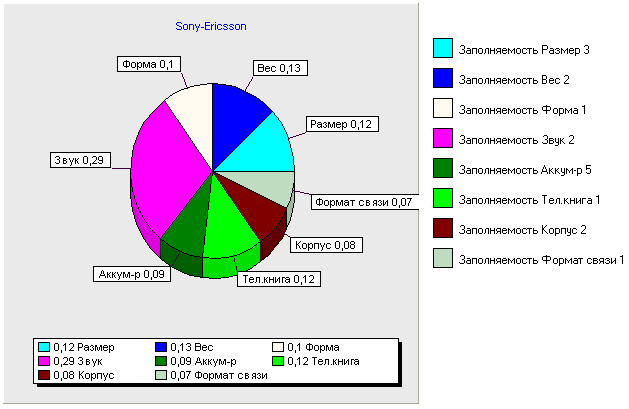 Sony-Ericsson
Форма 0,1
Вес 0,13
Размер 0,12
Звук 0,29
Формат связи 0,07
Корпус 0,08
Аккум-р 0,09
Тел.книга 0,12
0,12 Размер 0,13 Вес 0,1 Форма
0,29 Звук 0,09 Аккум-р 0,12 Тел.книга
0,08 Корпус 0,07 Формат связи
Заполняемость Размер 3
Заполняемость Вес 2
Заполняемость Форма 1
Заполняемость Звук 2
Заполняемость Аккум-р 5
Заполняемость Тел.книга 1
Заполняемость Корпус 2
Заполняемость Формат связи 1